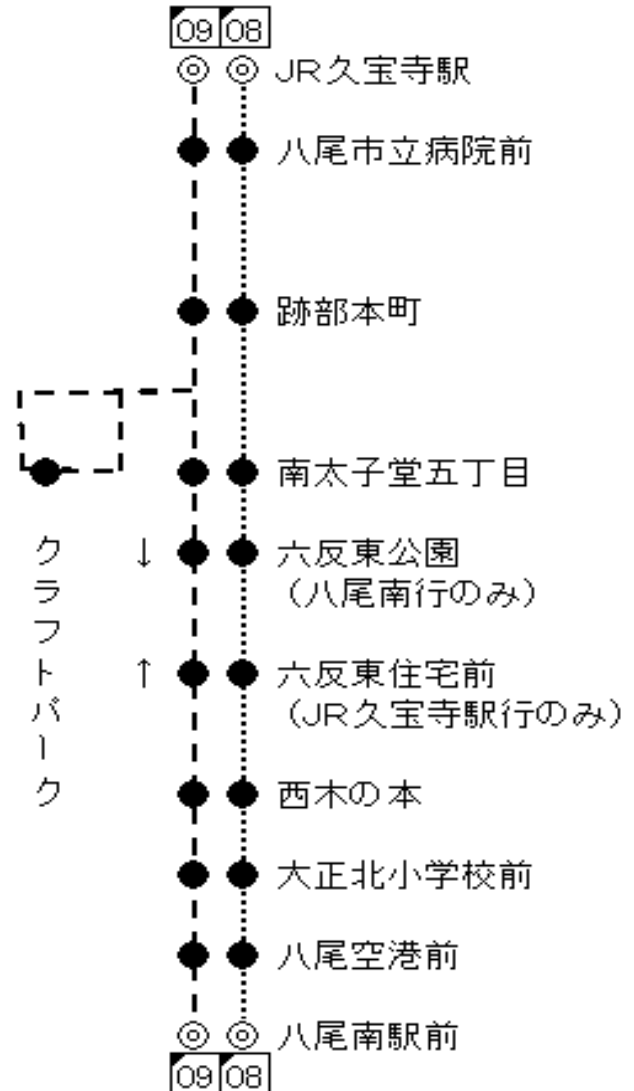 09 08
JR久宝寺駅
八尾市立病院前
跡部本町
南太子堂五丁目
クラフトパーク
↓
六反東公園
(八尾南行のみ)
↑
六反東住宅前
(JR久宝寺駅行のみ)
西木の本
大正北小学校前
八尾空港前
八尾南駅前
09 08